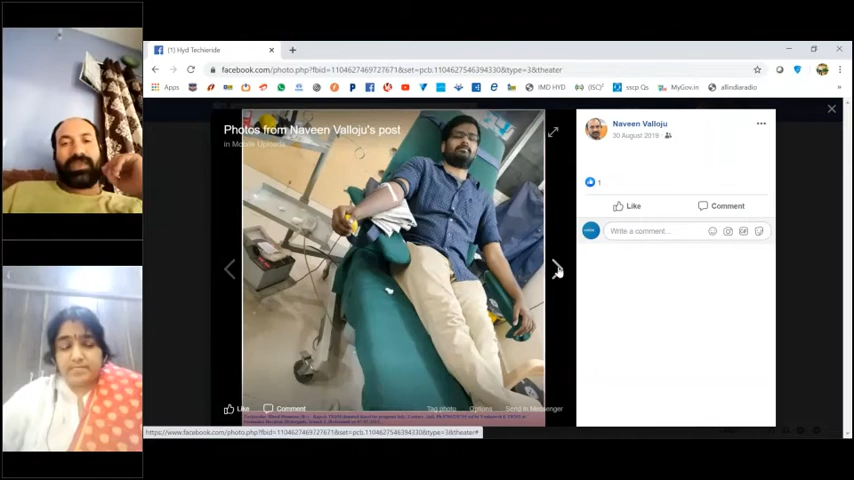 (1) Hyd Techieride
facebook.com/photo.php?fbid=1104627469727671&set=pcb.1104627546394330&type=3&theater
Apps
IMD HYD
(ISC)²
sscp Qs
MyGov.in
allindiaradio
Photos from Naveen Valloju's post
in Mobile Uploads
Naveen Valloju
30 August 2019
1
Like
Comment
Write a comment...
Like
Comment
Tag photo
Options
Send in Messenger
https://www.facebook.com/photo.php?fbid=1104627469727671&set=pcb.1104627546394330&type=3&theater#